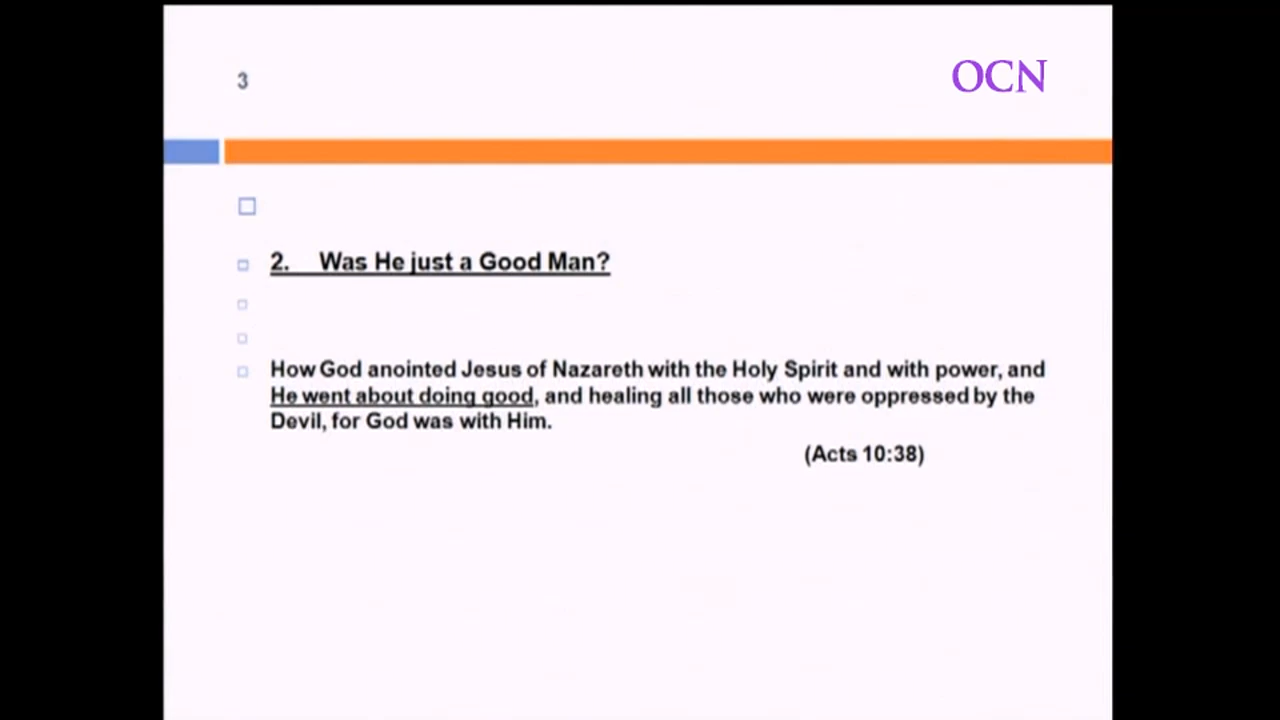 3
OCN
2. Was He just a Good Man?
How God anointed Jesus of Nazareth with the Holy Spirit and with power, and
He went about doing good, and healing all those who were oppressed by the
Devil, for God was with Him.
(Acts 10:38)